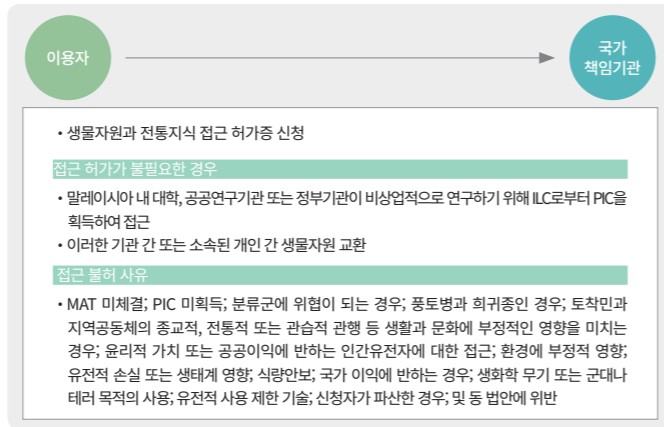 이용자
국가
책임기관
• 생물자원과 전통지식 접근 허가증 신청
접근 허가가 불필요한 경우
• 말레이시아 내 대학, 공공연구기관 또는 정부기관이 비상업적으로 연구하기 위해 ILC로부터 PIC을
획득하여 접근
• 이러한 기관 간 또는 소속된 개인 간 생물자원 교환
접근 불허 사유
• MAT 미체결; PIC 미획득; 분류군에 위협이 되는 경우; 풍토병과 희귀종인 경우; 토착민과
지역공동체의 종교적, 전통적 또는 관습적 관행 등 생활과 문화에 부정적인 영향을 미치는
경우; 윤리적 가치 또는 공공이익에 반하는 인간유전자에 대한 접근; 환경에 부정적 영향;
유전적 손실 또는 생태계 영향; 식량안보; 국가 이익에 반하는 경우; 생화학 무기 또는 군대나
테러 목적의 사용; 유전적 사용 제한 기술; 신청자가 파산한 경우; 및 동 법안에 위반